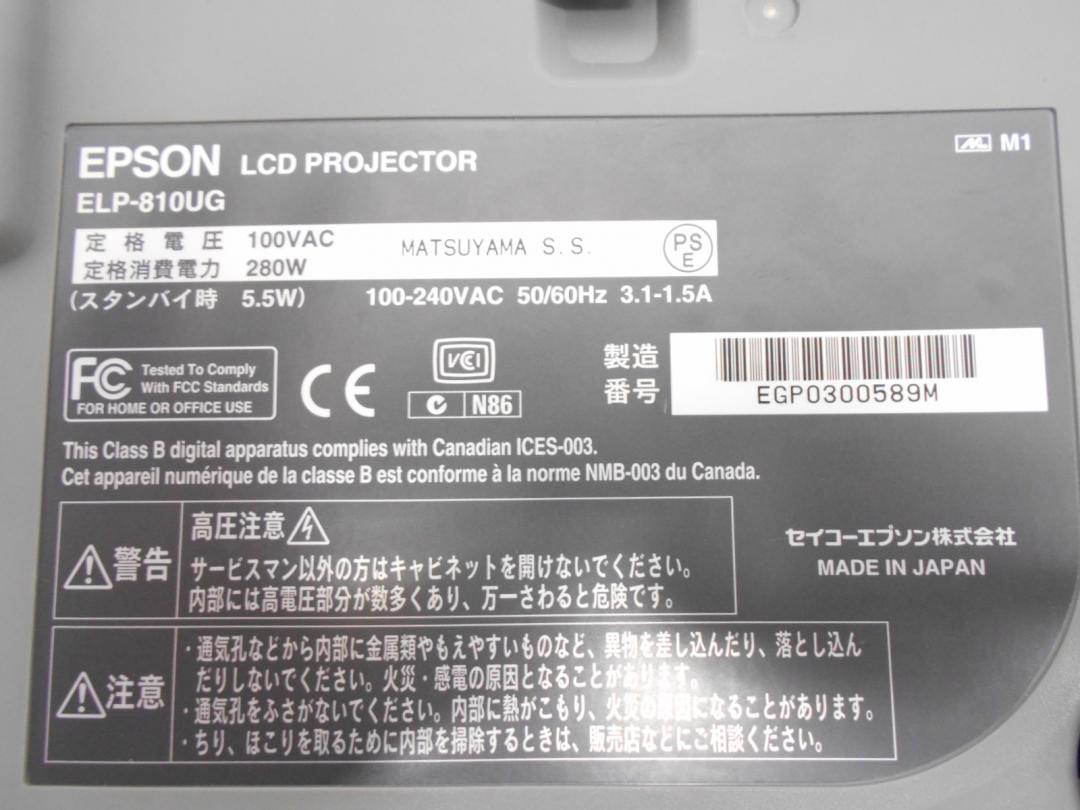 EPSON LCD PROJECTOR
M1
ELP-810UG
定格電圧 100VAC
MATSUYAMA S.S.
PS
E
定格消費電力 280W
(スタンバイ時 5.5W)
100-240VAC 50/60Hz 3.1-1.5A
FC Tested To Comply
With FCC Standards
FOR HOME OR OFFICE USE
CE
VCI
N86
製造
番号
EGP0300589M
This Class B digital apparatus complies with Canadian ICES-003.
Cet appareil numérique de la classe B est conforme à la norme NMB-003 du Canada.
警告
高圧注意
サービスマン以外の方はキャビネットを開けないでください。
内部には高電圧部分が数多くあり、万一さわると危険です。
セイコーエプソン株式会社
MADE IN JAPAN
注意
・通気孔などから内部に金属類やもえやすいものなど、異物を差し込んだり、落とし込ん
だりしないでください。火災・感電の原因となることがあります。
・通気孔をふさがないでください。内部に熱がこもり、火災の原因になることがあります。
・ちり、ほこりを取るために内部を掃除するときは、販売店などにご相談ください。